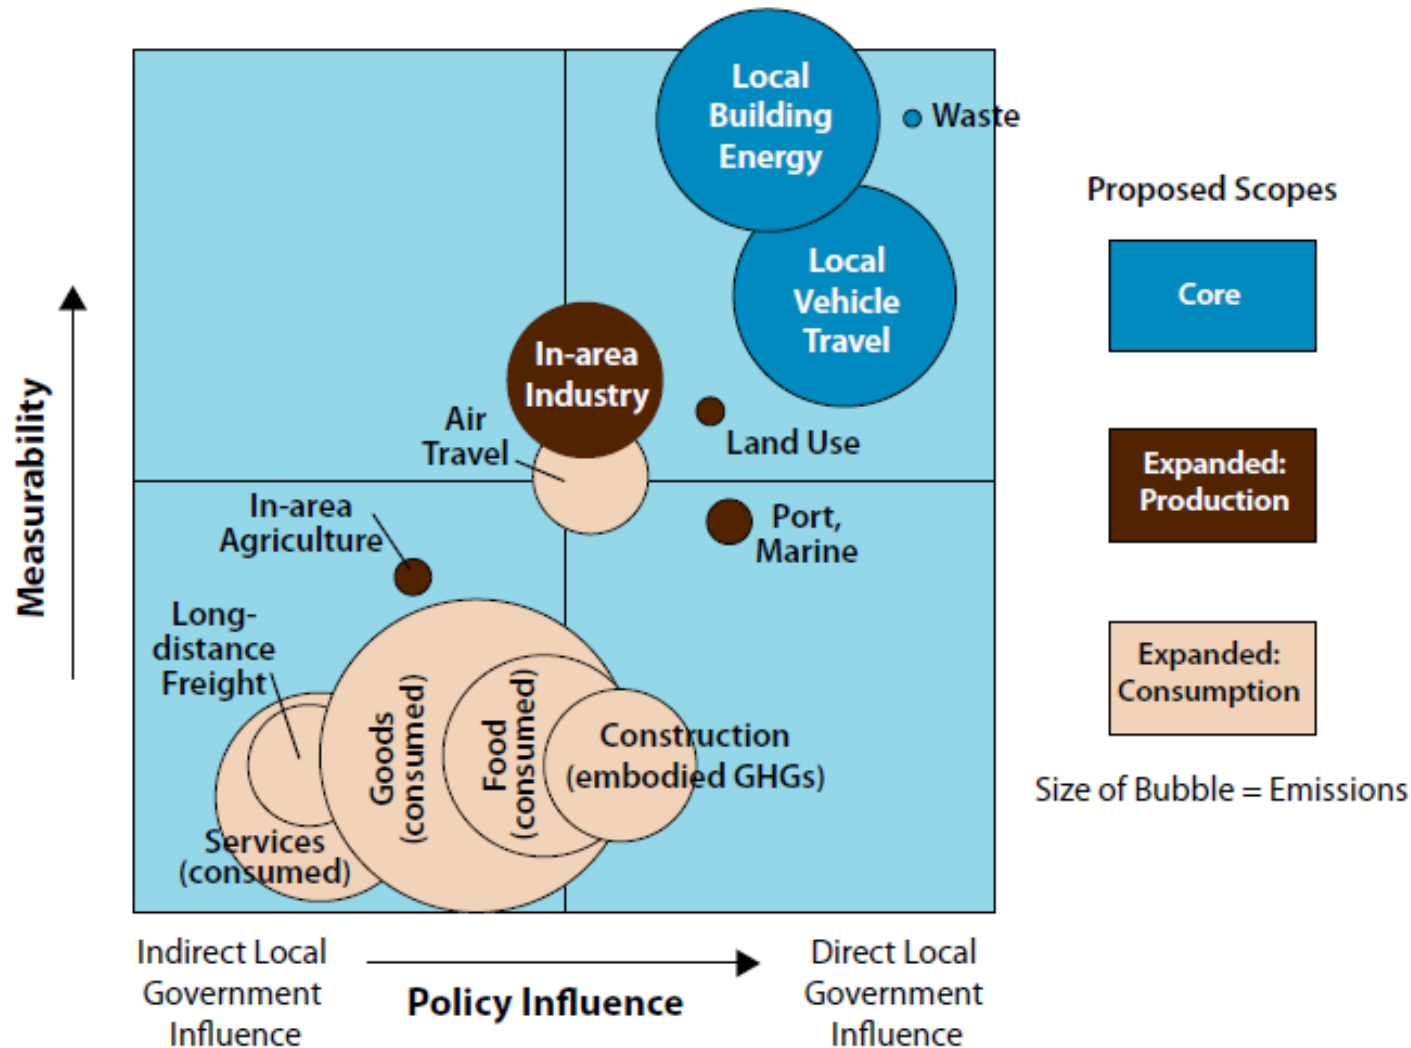 Local
Building
Energy
Waste
Proposed Scopes
Local
Vehicle
Travel
Core
In-area
Industry
Air
Travel
Land Use
Expanded:
Production
Measurability
In-area
Agriculture
Port,
Marine
Long-
distance
Freight
Expanded:
Consumption
Goods
(consumed)
Food
(consumed)
Construction
(embodied GHGs)
Size of Bubble = Emissions
Services
(consumed)
Indirect Local
Government
Influence
Policy Influence
Direct Local
Government
Influence